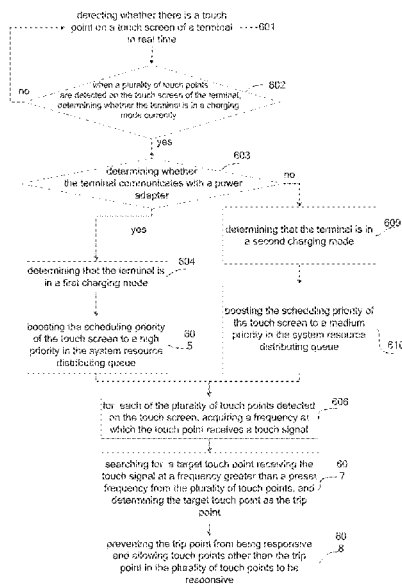 detecting whether there is a touch
point on a touch screen of a terminal
in real time
601
when a plurality of touch points
are detected on the touch screen of the terminal,
determining whether the terminal is in a charging
mode currently
602
no
yes
603
determining whether
the terminal communicates with a power
adapter
no
yes
604
determining that the terminal is
in a first charging mode
609
determining that the terminal is in
a second charging mode
boosting the scheduling priority
of the touch screen to a high
priority in the system resource
distributing queue
60
5
boosting the scheduling priority of
the touch screen to a medium
priority in the system resource
distributing queue
610
for each of the plurality of touch points detected
on the touch screen, acquiring a frequency at
which the touch point receives a touch signal
606
searching for a target touch point receiving the
touch signal at a frequency greater than a preset
frequency from the plurality of touch points, and
determining the target touch point as the trip
point
60
7
preventing the trip point from being responsive
and allowing touch points other than the trip
point in the plurality of touch points to be
responsive
60
8